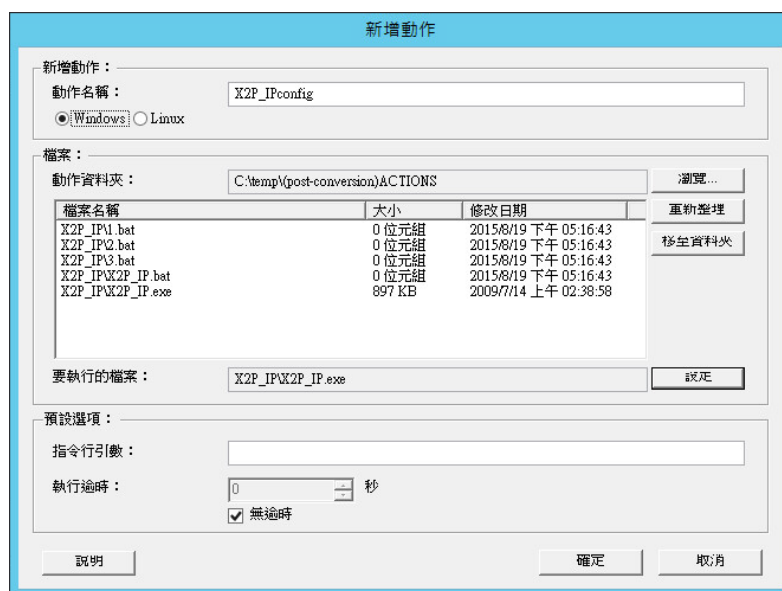 新增動作
新增動作：
動作名稱： X2P_IPconfig
Windows Linux
檔案：
動作資料夾： C:\temp\(post-conversion)ACTIONS 瀏覽...
檔案名稱 大小 修改日期 重新整理
X2P_IP\1.bat 0 位元組 2015/8/19 下午 05:16:43
X2P_IP\2.bat 0 位元組 2015/8/19 下午 05:16:43 移至資料夾
X2P_IP\3.bat 0 位元組 2015/8/19 下午 05:16:43
X2P_IP\X2P_IP.bat 0 位元組 2015/8/19 下午 05:16:43
X2P_IP\X2P_IP.exe 897 KB 2009/7/14 上午 02:38:58
要執行的檔案： X2P_IP\X2P_IP.exe 設定
預設選項：
指令行引數：
執行逾時： 0 秒
無逾時
說明 確定 取消